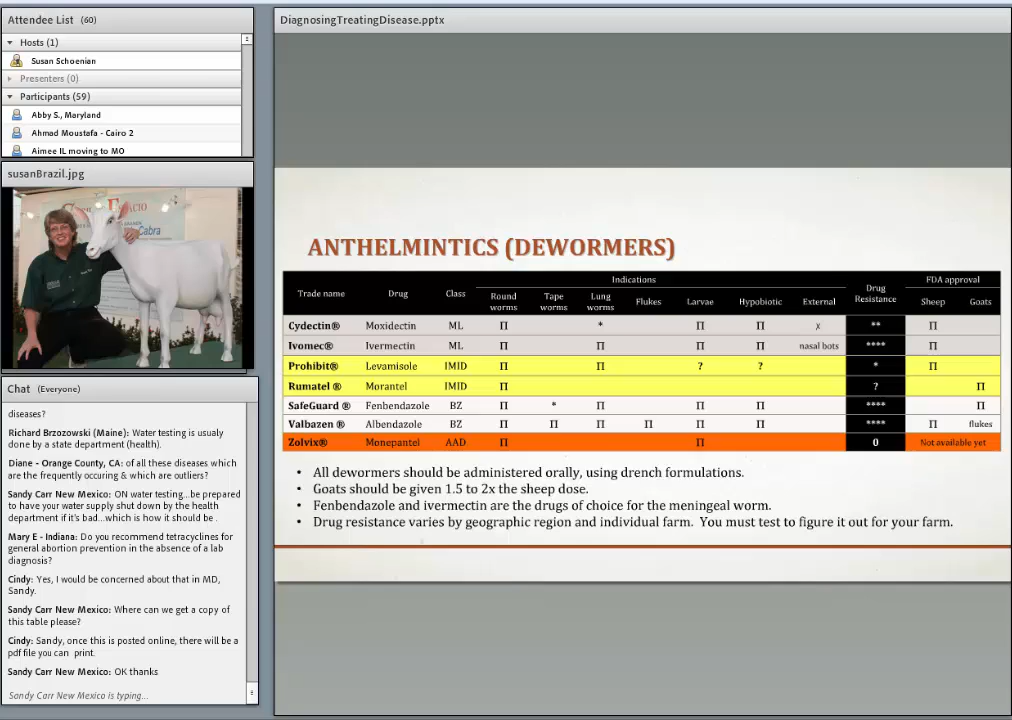 Attendee List (60)
Hosts (1)
Susan Schoenian
Presenters (0)
Participants (59)
Abby S., Maryland
Ahmad Moustafa - Cairo 2
Aimee IL moving to MO
susanBrazil.jpg
Cabra
Chat (Everyone)
diseases?
Richard Brzozowski (Maine): Water testing is usualy
done by a state department (health).
Diane - Orange County, CA: of all these diseases which
are the frequently occuring & which are outliers?
Sandy Carr New Mexico: ON water testing...be prepared
to have your water supply shut down by the health
department if it's bad...which is how it should be .
Mary E - Indiana: Do you recommend tetracyclines for
general abortion prevention in the absence of a lab
diagnosis?
Cindy: Yes, I would be concerned about that in MD,
Sandy.
Sandy Carr New Mexico: Where can we get a copy of
this table please?
Cindy: Sandy, once this is posted online, there will be a
pdf file you can print.
Sandy Carr New Mexico: OK thanks
Sandy Carr New Mexico is typing...
DiagnosingTreatingDisease.pptx
ANTHELMINTICS (DEWORMERS)
Indications FDA approval
Trade name Drug Class Round worms Tape worms Lung worms Flukes Larvae Hypobiotic External Drug Resistance Sheep Goats
Cydectin® Moxidectin ML Π * Π Π χ ** Π
Ivomec® Ivermectin ML Π Π Π Π nasal bots **** Π
Prohibit® Levamisole IMID Π Π ? ? * Π
Rumatel ® Morantel IMID Π ? Π
SafeGuard ® Fenbendazole BZ Π * Π Π Π **** Π
Valbazen ® Albendazole BZ Π Π Π Π Π Π **** Π flukes
Zolvix® Monepantel AAD Π Π 0 Not available yet
• All dewormers should be administered orally, using drench formulations.
• Goats should be given 1.5 to 2x the sheep dose.
• Fenbendazole and ivermectin are the drugs of choice for the meningeal worm.
• Drug resistance varies by geographic region and individual farm. You must test to figure it out for your farm.